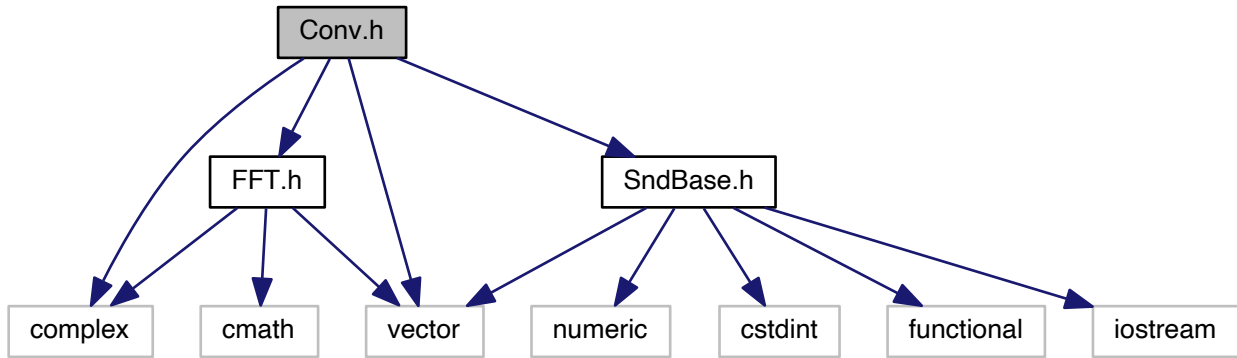 Conv.h
FFT.h
SndBase.h
complex
cmath
vector
numeric
cstdint
functional
iostream